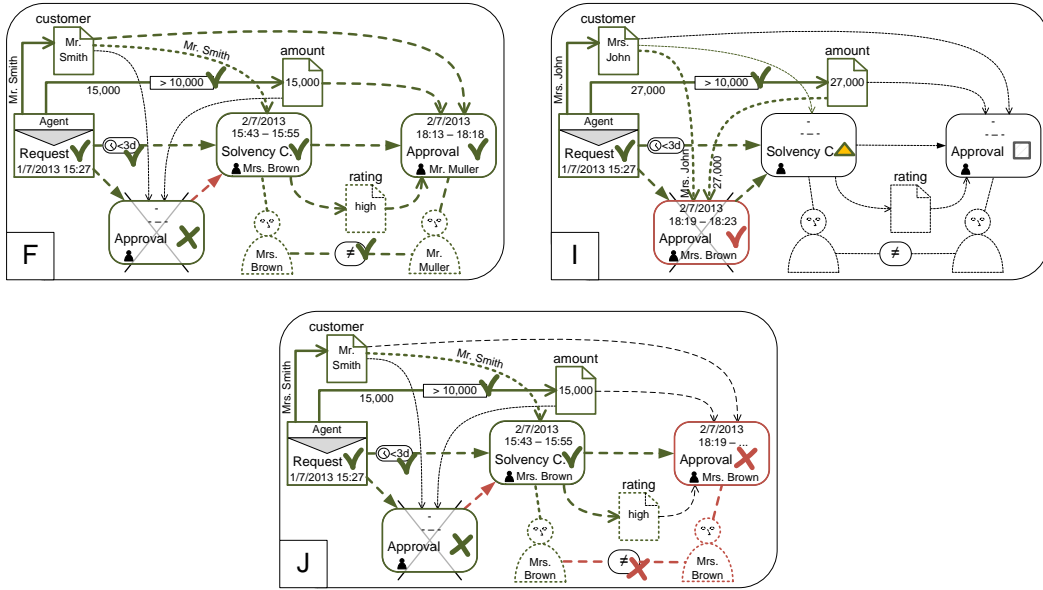 customer
Mr.
Smith
Mr. Smith
Mr. Smith
amount
15,000
> 10,000
15,000
Agent
Request
1/7/2013 15:27
<3d
2/7/2013
15:43 – 15:55
Solvency C.
Mrs. Brown
2/7/2013
18:13 – 18:18
Approval
Mr. Muller
rating
high
-
-–-
Approval
Mrs.
Brown
≠
Mr.
Muller
F
customer
Mrs.
John
Mrs. John
amount
27,000
> 10,000
27,000
Agent
Request
1/7/2013 15:27
<3d
Mrs. John
27,000
-
-–-
Solvency C.
-
-–-
Approval
rating
2/7/2013
18:19 – 18:23
Approval
Mrs. Brown
≠
I
customer
Mr.
Smith
Mrs. Smith
Mr. Smith
amount
15,000
> 10,000
15,000
Agent
Request
1/7/2013 15:27
<3d
2/7/2013
15:43 – 15:55
Solvency C.
Mrs. Brown
2/7/2013
18:19 – ...
Approval
Mrs. Brown
rating
high
-
-–-
Approval
Mrs.
Brown
≠
Mrs.
Brown
J